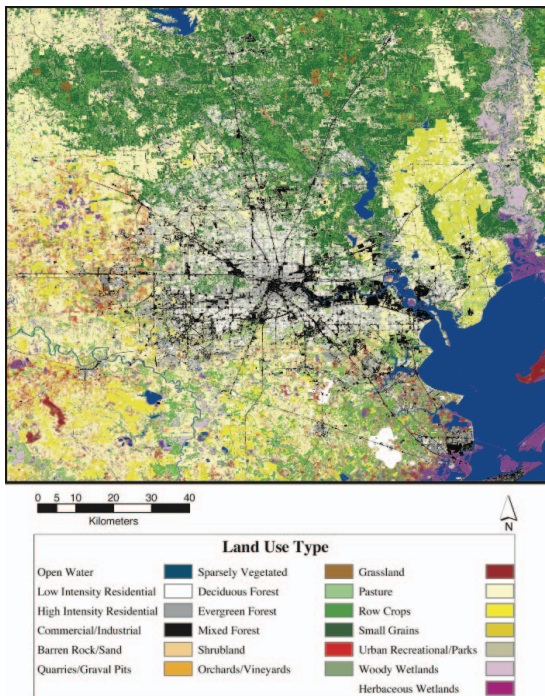 0 5 10 20 30 40
Kilometers
N
Land Use Type
Open Water Sparsely Vegetated Grassland
Low Intensity Residential Deciduous Forest Pasture
High Intensity Residential Evergreen Forest Row Crops
Commercial/Industrial Mixed Forest Small Grains
Barren Rock/Sand Shrubland Urban Recreational/Parks
Quarries/Graval Pits Orchards/Vineyards Woody Wetlands
Herbaceous Wetlands